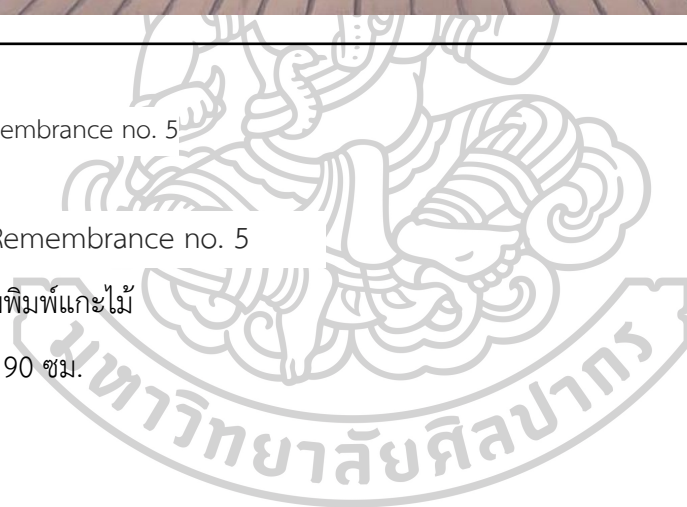 embrance no. 5
Remembrance no. 5
พิมพ์แกะไม้
90 ซม.
มหาวิทยาลัยศิลปากร